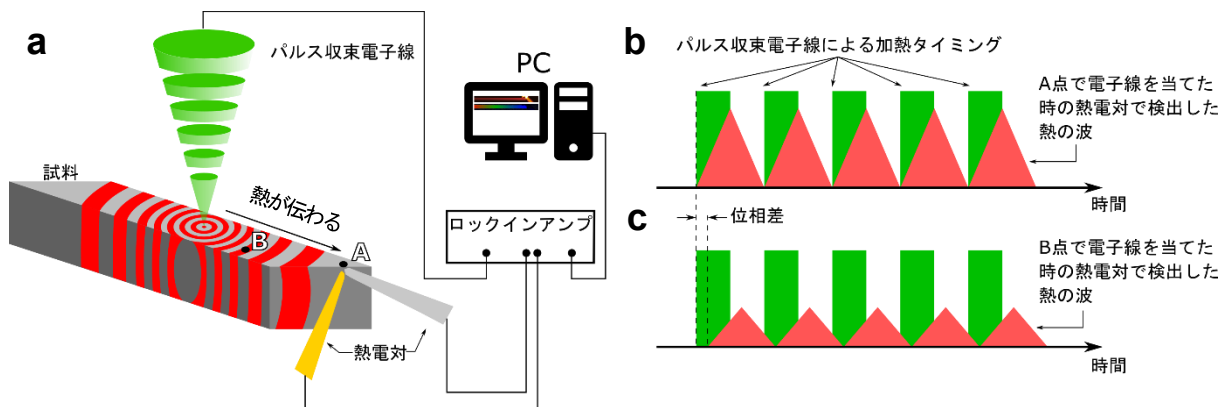 a
パルス収束電子線
PC
試料
熱が伝わる
B
A
ロックインアンプ
熱電対
b
パルス収束電子線による加熱タイミング
A点で電子線を当てた
時の熱電対で検出した
熱の波
時間
c
位相差
B点で電子線を当てた
時の熱電対で検出した
熱の波
時間